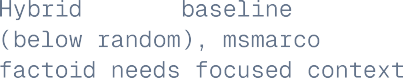 Hybrid baseline
(below random), msmarco
factoid needs focused context